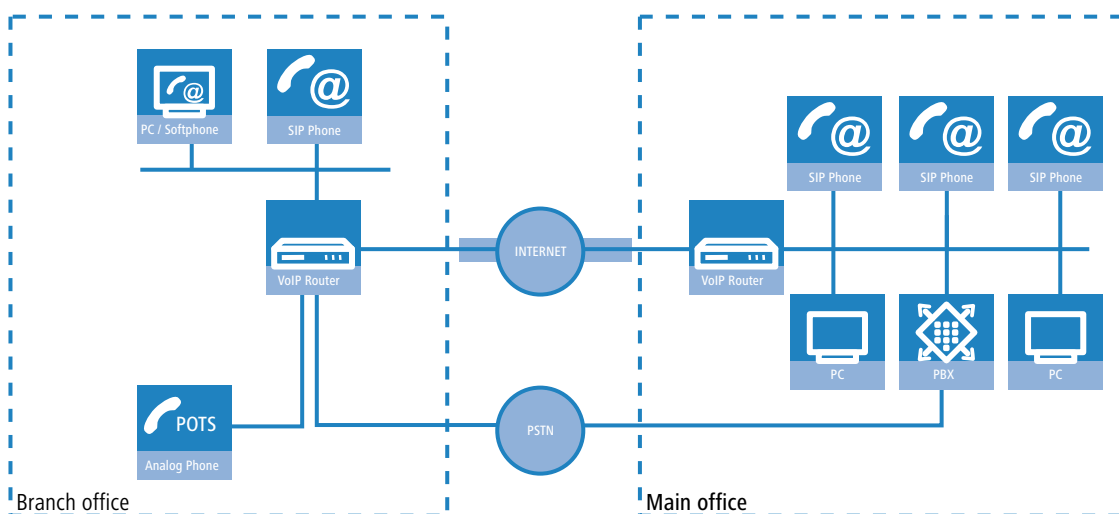 @
PC / Softphone
@
SIP Phone
@
SIP Phone
@
SIP Phone
@
SIP Phone
VoIP Router
INTERNET
VoIP Router
PC
PBX
PC
POTS
Analog Phone
PSTN
Branch office
Main office